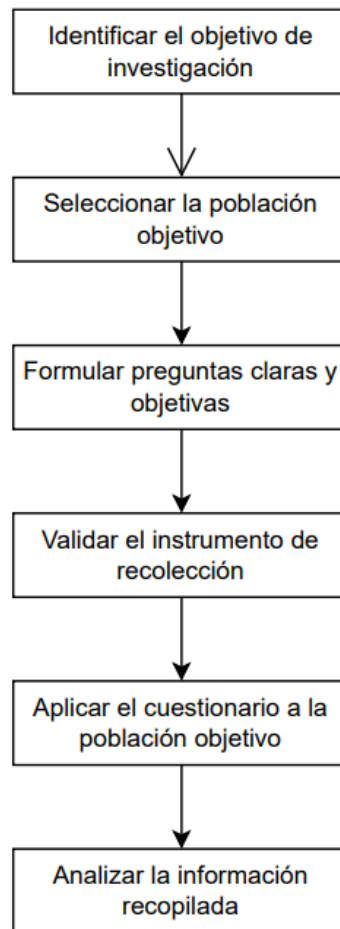 Identificar el objetivo de
investigación
Seleccionar la población
objetivo
Formular preguntas claras y
objetivas
Validar el instrumento de
recolección
Aplicar el cuestionario a la
población objetivo
Analizar la información
recopilada